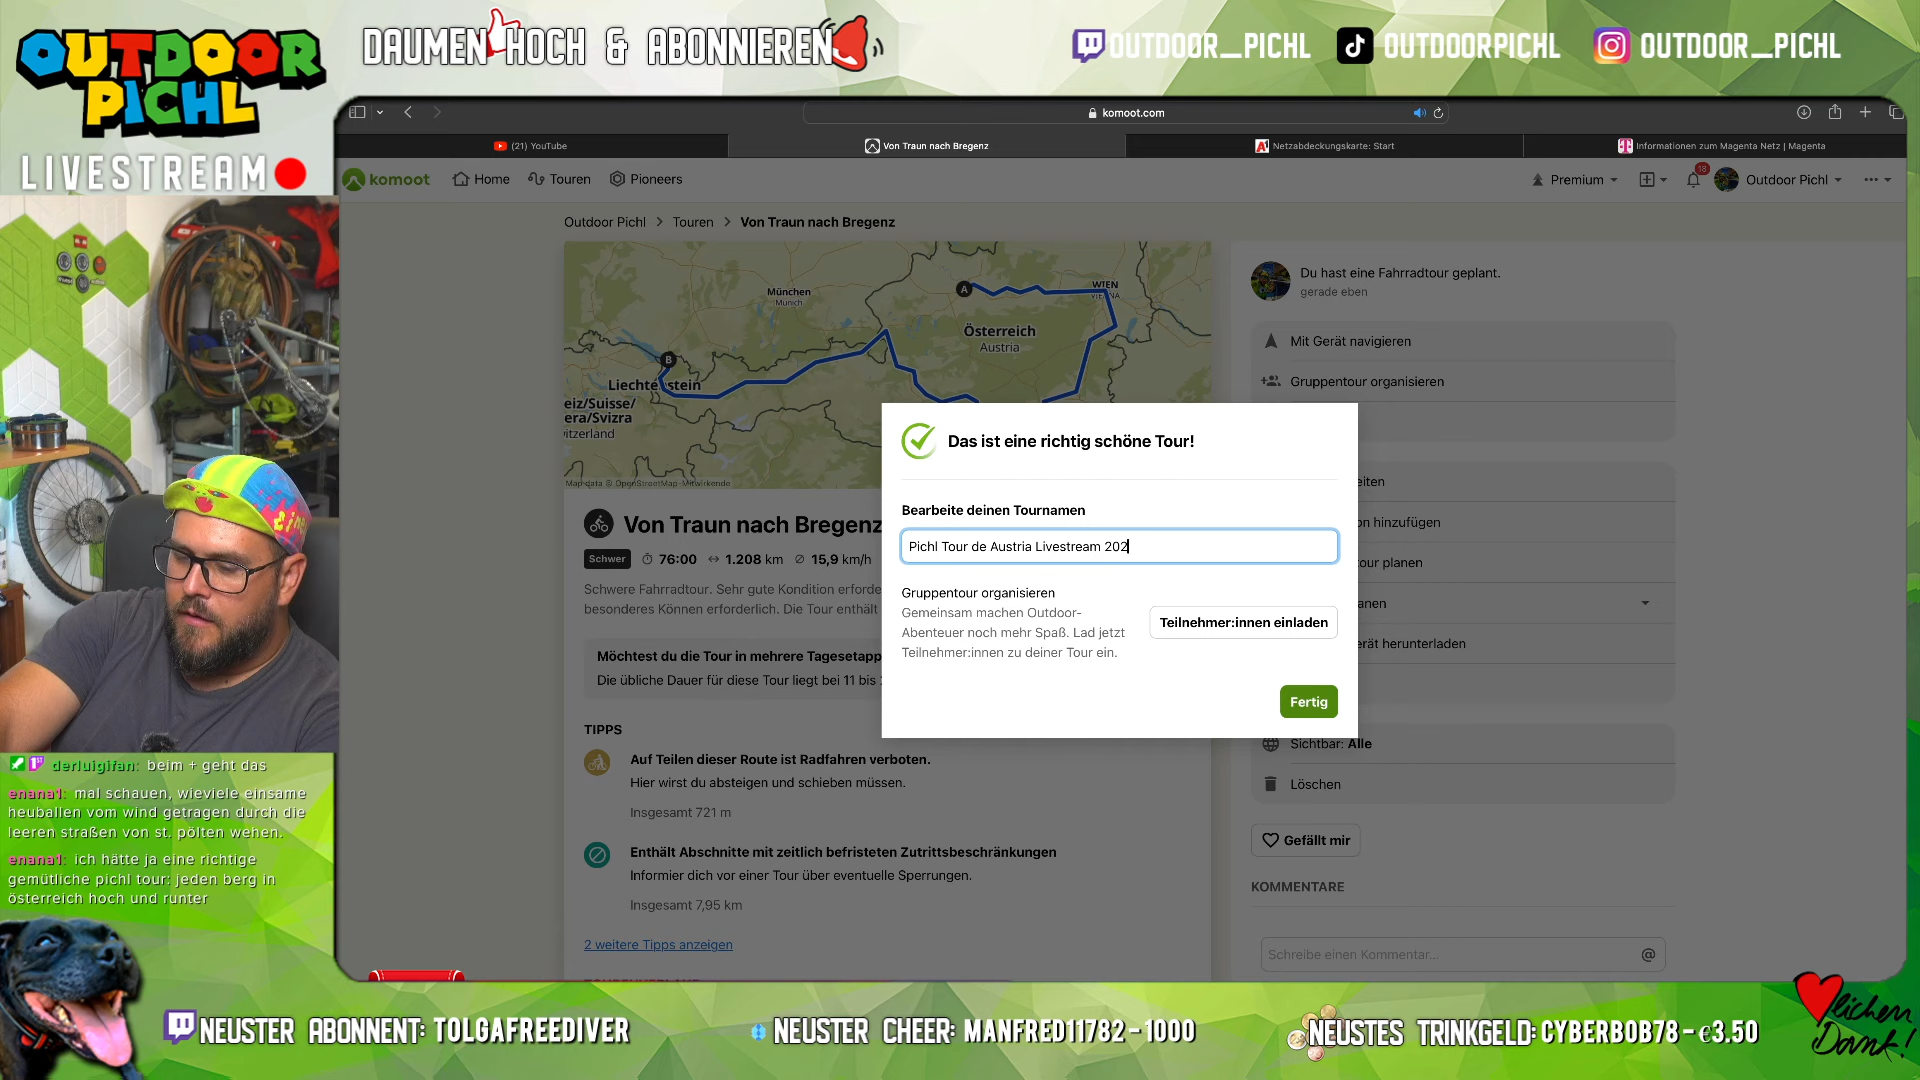 OUTDOOR
PICHL
LIVESTREAM
DAUMEN HOCH & ABONNIEREN
OUTDOOR_PICHL
OUTDOORPICHL
OUTDOOR_PICHL
komoot.com
(21) YouTube
Von Traun nach Bregenz
Netzabdeckungskarte: Start
Informationen zum Magenta Netz | Magenta
komoot
Home
Touren
Pioneers
Premium
18
Outdoor Pichl
Outdoor Pichl > Touren > Von Traun nach Bregenz
München
Munich
A
WIEN
VIENNA
Österreich
Austria
B
Liechtenstein
eiz/Suisse/
era/Svizra
vitzerland
Map data © OpenStreetMap-Mitwirkende
Von Traun nach Bregenz
Schwer
76:00
1.208 km
15,9 km/h
Schwere Fahrradtour. Sehr gute Kondition erforde
besonderes Können erforderlich. Die Tour enthält
Möchtest du die Tour in mehrere Tagesetapp
Die übliche Dauer für diese Tour liegt bei 11 bis
TIPPS
Auf Teilen dieser Route ist Radfahren verboten.
Hier wirst du absteigen und schieben müssen.
Insgesamt 721 m
Enthält Abschnitte mit zeitlich befristeten Zutrittsbeschränkungen
Informier dich vor einer Tour über eventuelle Sperrungen.
Insgesamt 7,95 km
2 weitere Tipps anzeigen
Das ist eine richtig schöne Tour!
Bearbeite deinen Tournamen
Pichl Tour de Austria Livestream 202
Gruppentour organisieren
Gemeinsam machen Outdoor-
Abenteuer noch mehr Spaß. Lad jetzt
Teilnehmer:innen zu deiner Tour ein.
Teilnehmer:innen einladen
Fertig
Du hast eine Fahrradtour geplant.
gerade eben
Mit Gerät navigieren
Gruppentour organisieren
eiten
on hinzufügen
our planen
anen
erät herunterladen
Sichtbar: Alle
Löschen
Gefällt mir
KOMMENTARE
Schreibe einen Kommentar...
@
derluigifan: beim + geht das
enana1: mal schauen, wieviele einsame
heuballen vom wind getragen durch die
leeren straßen von st. pölten wehen.
enana1: ich hätte ja eine richtige
gemütliche pichl tour: jeden berg in
österreich hoch und runter
NEUSTER ABONNENT: TOLGAFREEDIVER
NEUSTER CHEER: MANFRED11782 - 1000
NEUSTES TRINKGELD: CYBERBOB78 - €3.50
lichen
Dank!